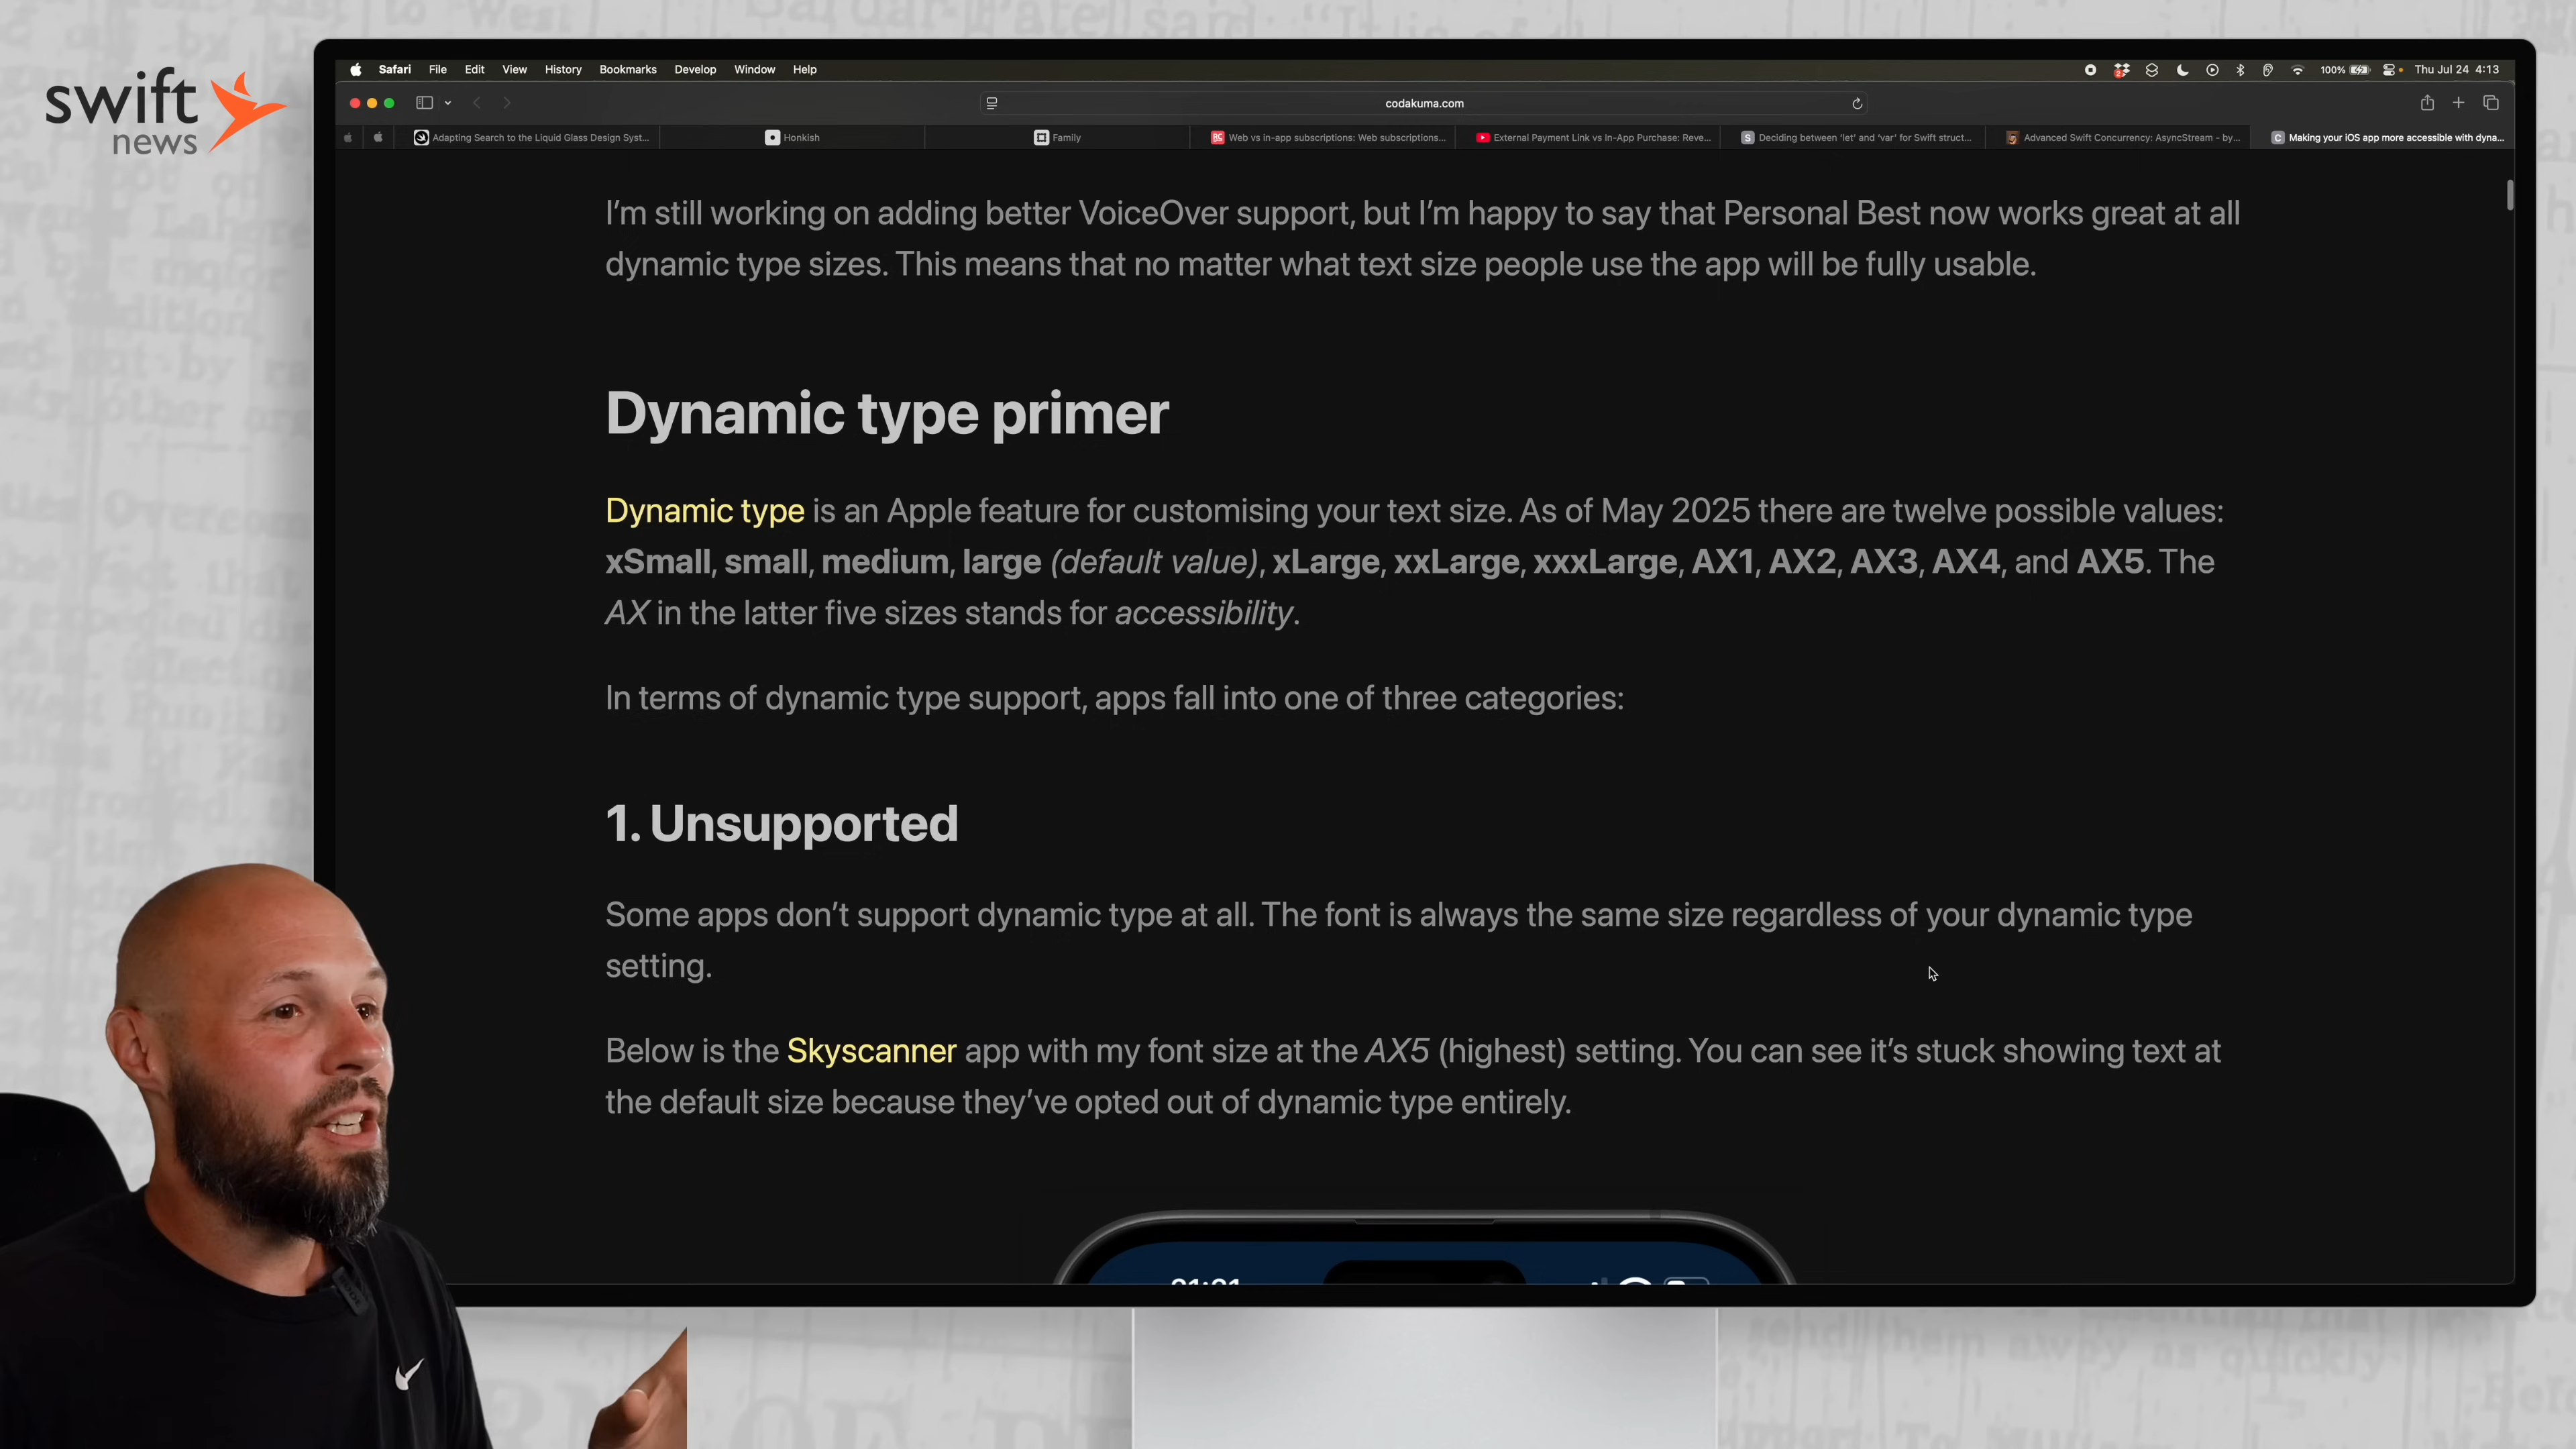 swift
news
Safari File Edit View History Bookmarks Develop Window Help
100% Thu Jul 24 4:13
codakuma.com
Adapting Search to the Liquid Glass Design Syst...
Honkish
Family
Web vs in-app subscriptions: Web subscriptions...
External Payment Link vs In-App Purchase: Reve...
Deciding between 'let' and 'var' for Swift struct...
Advanced Swift Concurrency: AsyncStream - by...
Making your iOS app more accessible with dyna...
I'm still working on adding better VoiceOver support, but I'm happy to say that Personal Best now works great at all
dynamic type sizes. This means that no matter what text size people use the app will be fully usable.
Dynamic type primer
Dynamic type is an Apple feature for customising your text size. As of May 2025 there are twelve possible values:
xSmall, small, medium, large (default value), xLarge, xxLarge, xxxLarge, AX1, AX2, AX3, AX4, and AX5. The
AX in the latter five sizes stands for accessibility.
In terms of dynamic type support, apps fall into one of three categories:
1. Unsupported
Some apps don't support dynamic type at all. The font is always the same size regardless of your dynamic type
setting.
Below is the Skyscanner app with my font size at the AX5 (highest) setting. You can see it's stuck showing text at
the default size because they've opted out of dynamic type entirely.